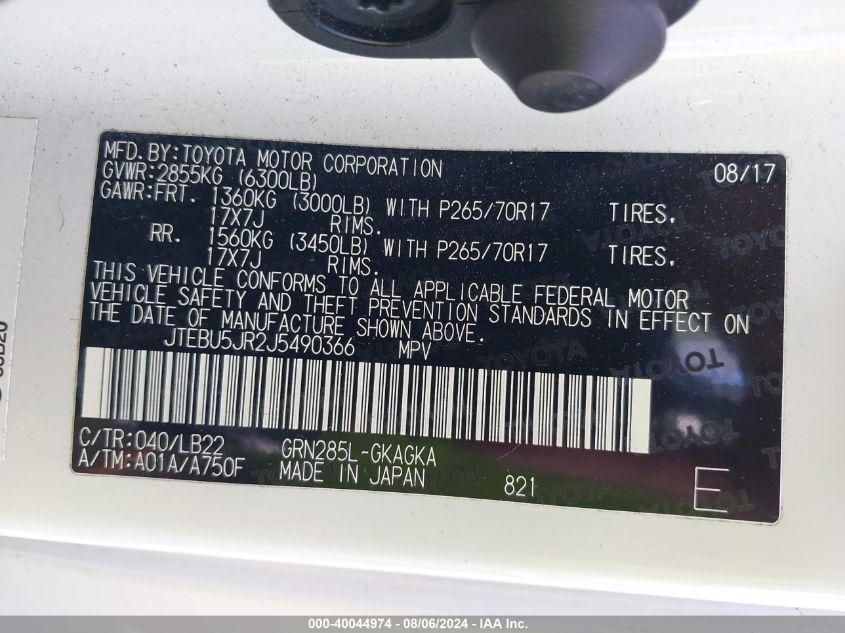 MFD.BY:TOYOTA MOTOR CORPORATION 08/17
GVWR:2855KG (6300LB)
GAWR:FRT. 1360KG (3000LB) WITH P265/70R17 TIRES,
17X7J RIMS.
RR. 1560KG (3450LB) WITH P265/70R17 TIRES,
17X7J RIMS.
THIS VEHICLE CONFORMS TO ALL APPLICABLE FEDERAL MOTOR
VEHICLE SAFETY AND THEFT PREVENTION STANDARDS IN EFFECT ON
THE DATE OF MANUFACTURE SHOWN ABOVE.
JTEBU5JR2J5490366 MPV
C/TR:040/LB22 GRN285L-GKAGKA
A/TM:A01A/A750F MADE IN JAPAN 821 E
000-40044974 - 08/06/2024 - IAA Inc.